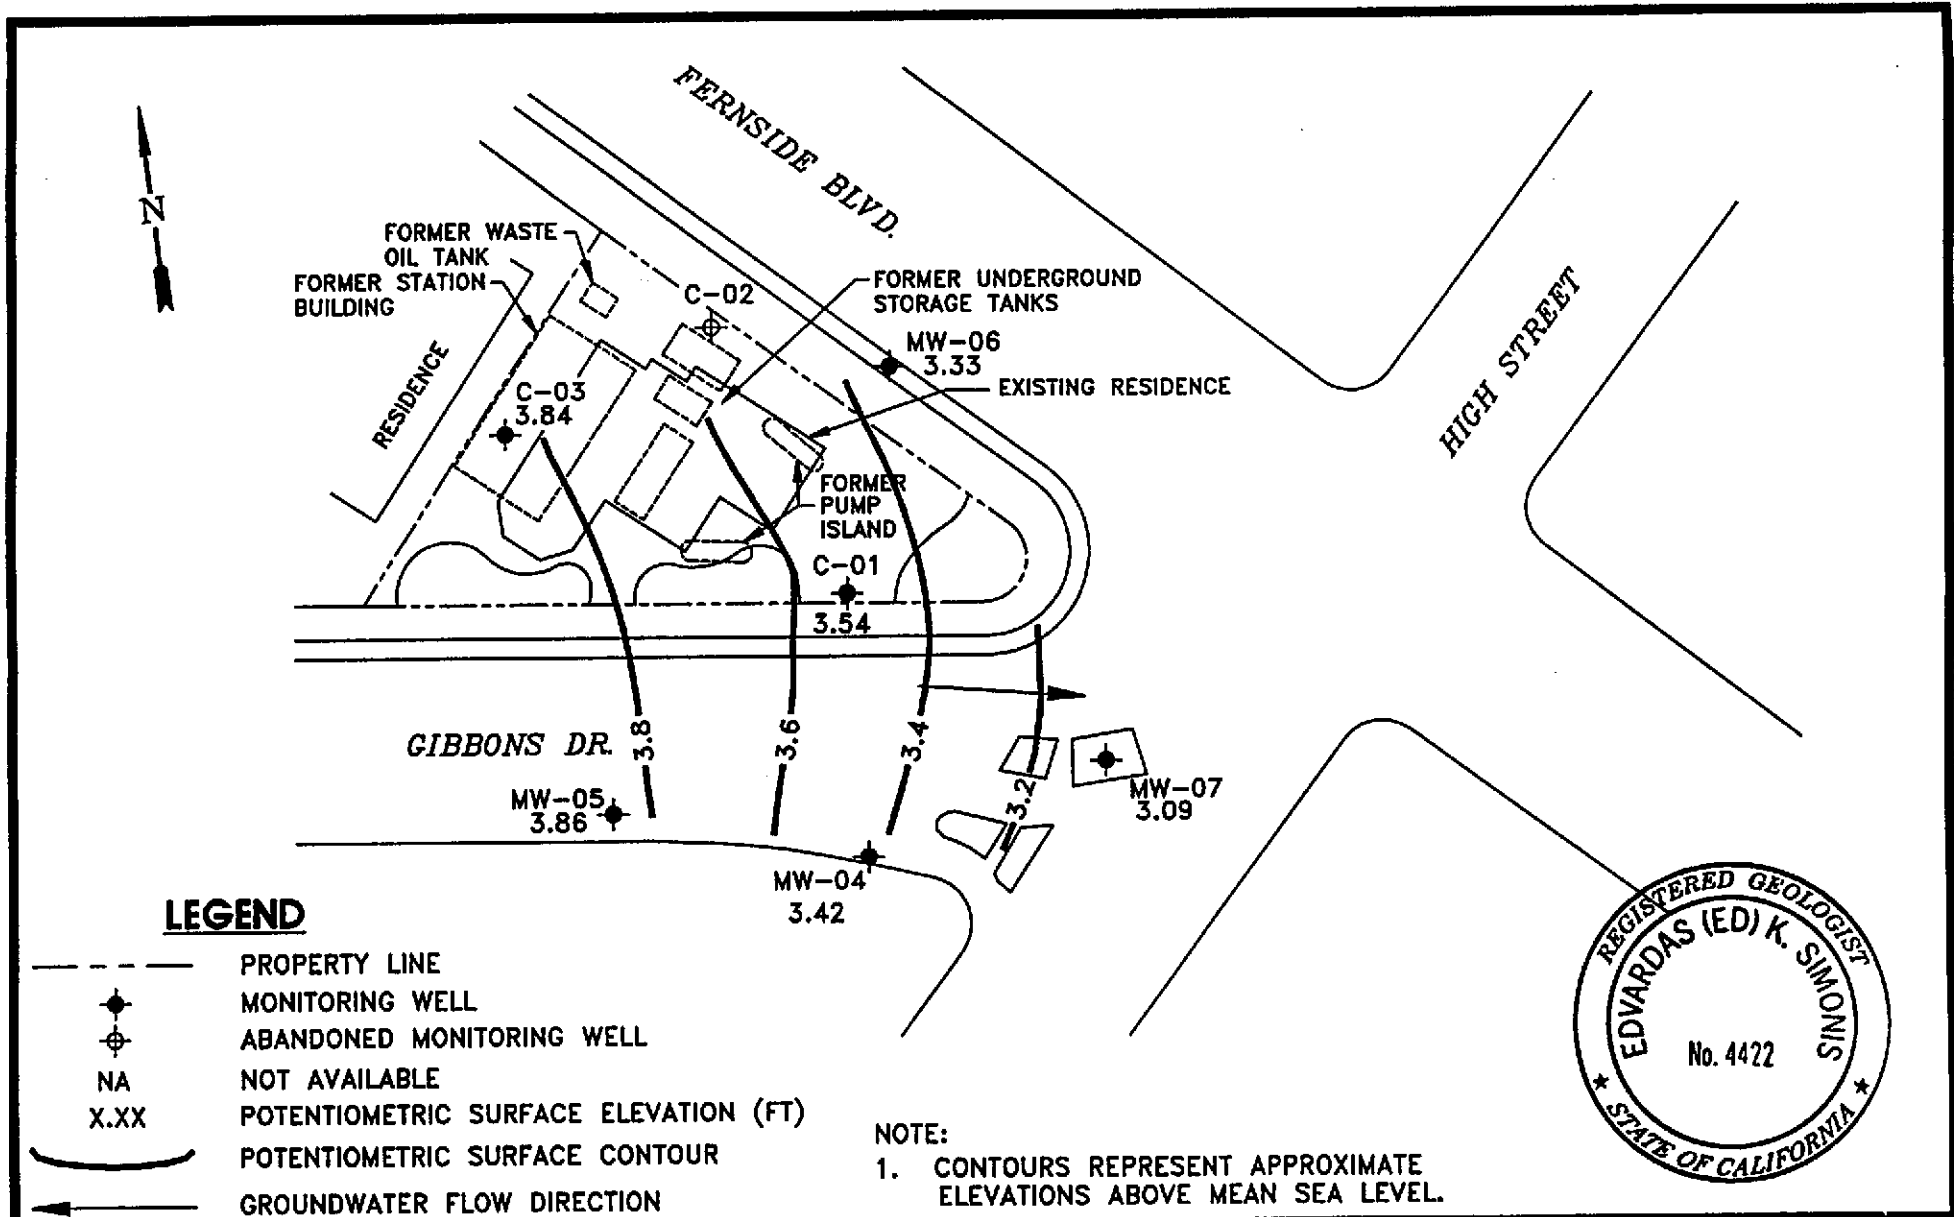 FERNSIDE BLVD.
N
FORMER WASTE
OIL TANK
FORMER STATION
BUILDING
C-02
FORMER UNDERGROUND
STORAGE TANKS
HIGH STREET
MW-06
3.33
EXISTING RESIDENCE
RESIDENCE
C-03
3.84
FORMER
PUMP
ISLAND
C-01
3.54
GIBBONS DR.
3.8
3.6
3.4
3.2
MW-05
3.86
MW-07
3.09
MW-04
3.42
LEGEND
PROPERTY LINE
MONITORING WELL
ABANDONED MONITORING WELL
NA NOT AVAILABLE
X.XX POTENTIOMETRIC SURFACE ELEVATION (FT)
POTENTIOMETRIC SURFACE CONTOUR
GROUNDWATER FLOW DIRECTION
NOTE:
1. CONTOURS REPRESENT APPROXIMATE
ELEVATIONS ABOVE MEAN SEA LEVEL.
REGISTERED GEOLOGIST
EDVARDAS (ED) K. SIMONIS
No. 4422
★ STATE OF CALIFORNIA ★